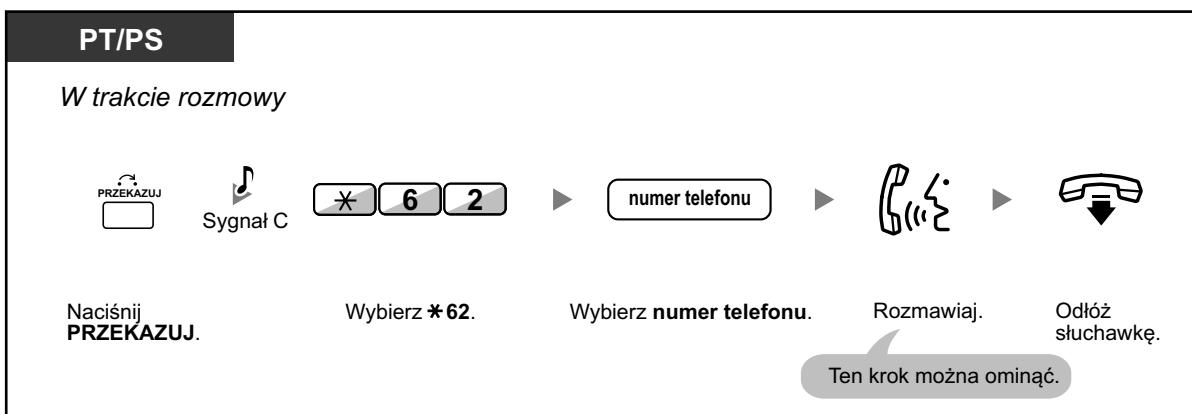 PT/PS
W trakcie rozmowy
PRZEKAZUJ
Sygnał C
* 6 2
numer telefonu
Naciśnij
PRZEKAZUJ.
Wybierz *62.
Wybierz numer telefonu.
Rozmawiaj.
Odłóż
słuchawkę.
Ten krok można ominąć.